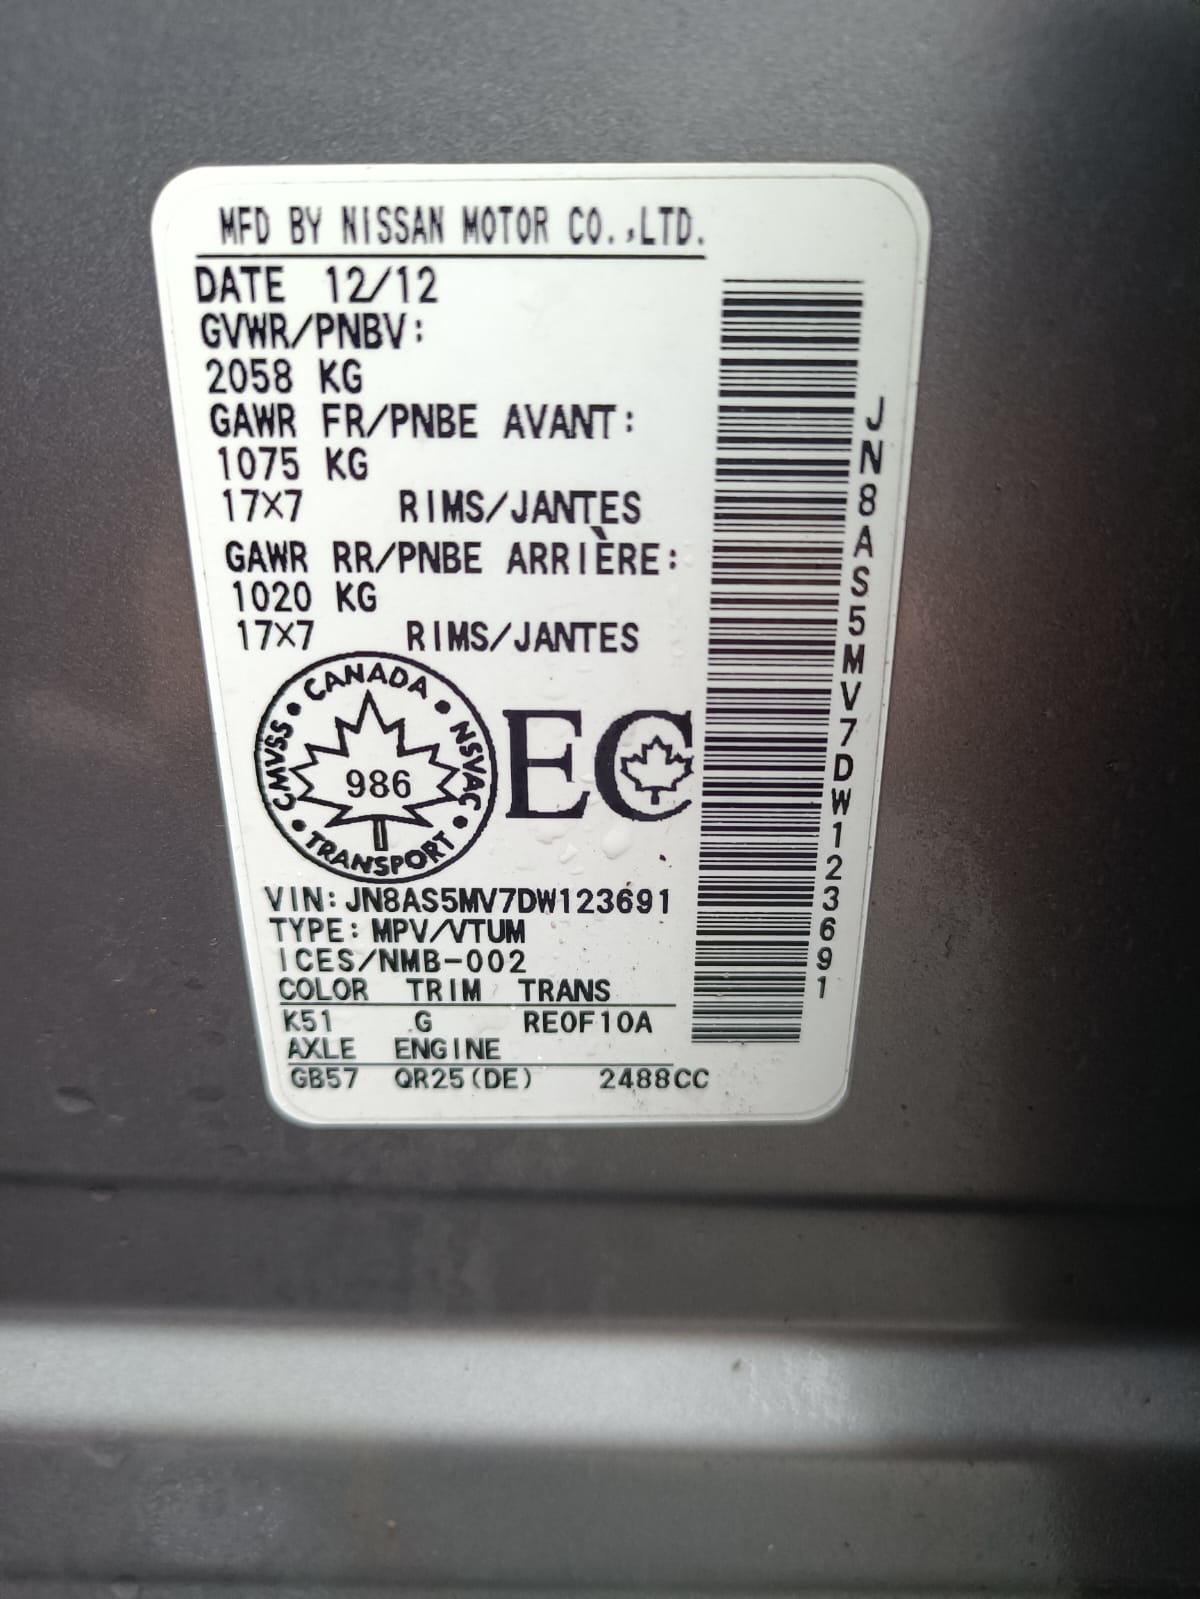 MFD BY NISSAN MOTOR CO.,LTD.
DATE 12/12
GVWR/PNBV:
2058 KG
GAWR FR/PNBE AVANT:
1075 KG
17X7 RIMS/JANTES
GAWR RR/PNBE ARRIÈRE:
1020 KG
17X7 RIMS/JANTES
CANADA • NSVAC • TRANSPORT • CMVSS •
986
EC
VIN: JN8AS5MV7DW123691
TYPE: MPV/VTUM
ICES/NMB-002
COLOR TRIM TRANS
K51 G RE0F10A
AXLE ENGINE
GB57 QR25(DE) 2488CC
JN8AS5MV7DW123691